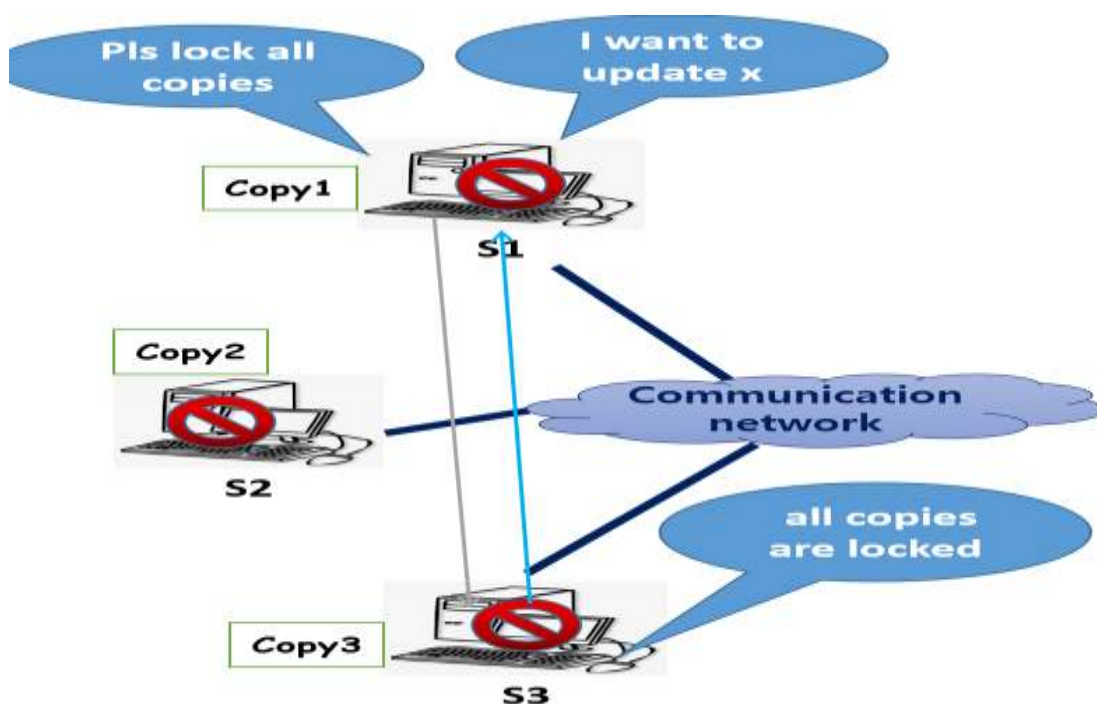 Pls lock all
copies
I want to
update x
Copy1
S1
Copy2
S2
Communication
network
all copies
are locked
Copy3
S3